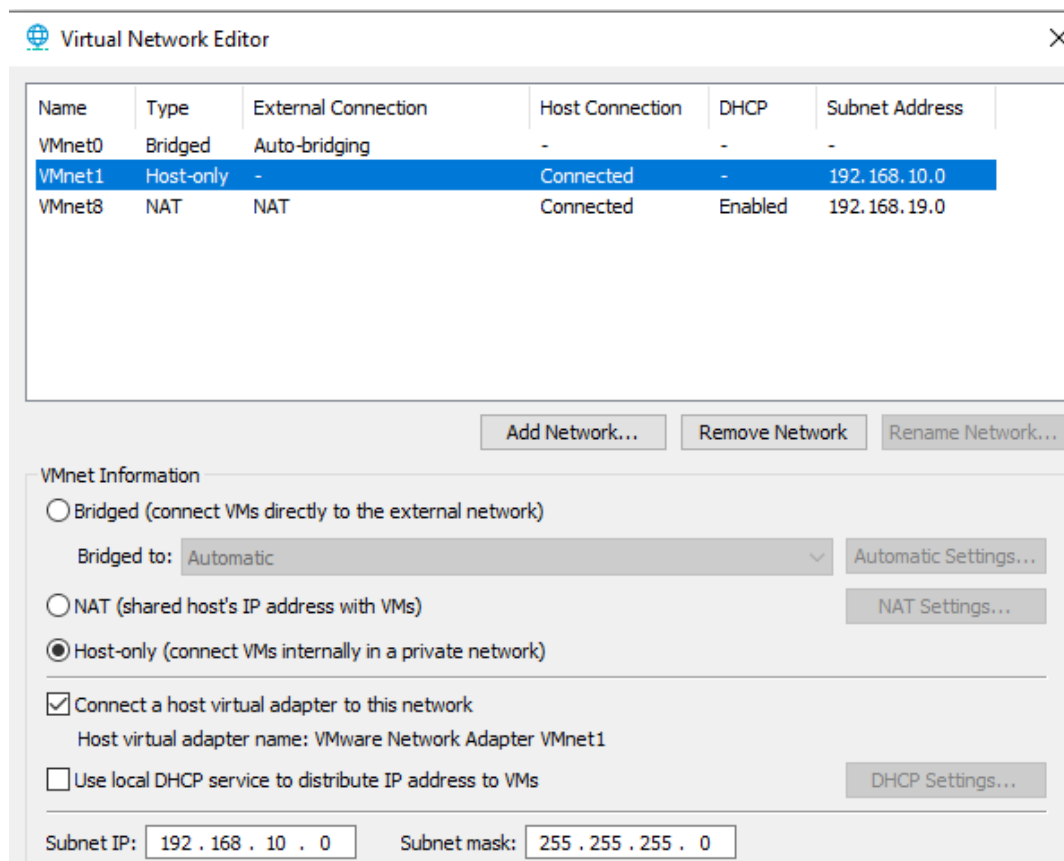 Virtual Network Editor
Name Type External Connection Host Connection DHCP Subnet Address
VMnet0 Bridged Auto-bridging - - -
VMnet1 Host-only - Connected - 192.168.10.0
VMnet8 NAT NAT Connected Enabled 192.168.19.0
Add Network... Remove Network Rename Network...
VMnet Information
Bridged (connect VMs directly to the external network)
Bridged to: Automatic Automatic Settings...
NAT (shared host's IP address with VMs) NAT Settings...
Host-only (connect VMs internally in a private network)
Connect a host virtual adapter to this network
Host virtual adapter name: VMware Network Adapter VMnet1
Use local DHCP service to distribute IP address to VMs DHCP Settings...
Subnet IP: 192 . 168 . 10 . 0 Subnet mask: 255 . 255 . 255 . 0